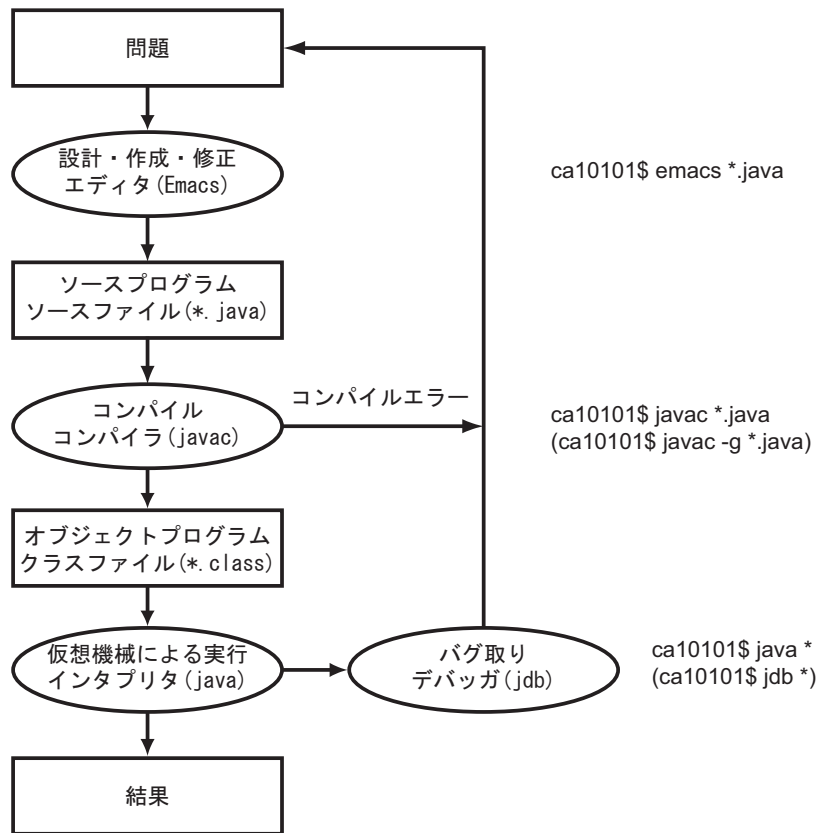 問題
設計・作成・修正
エディタ(Emacs)
ca10101$ emacs *.java
ソースプログラム
ソースファイル(*.java)
コンパイル
コンパイラ(javac)
コンパイルエラー
ca10101$ javac *.java
(ca10101$ javac -g *.java)
オブジェクトプログラム
クラスファイル(*.class)
仮想機械による実行
インタプリタ(java)
バグ取り
デバッガ(jdb)
ca10101$ java *
(ca10101$ jdb *)
結果